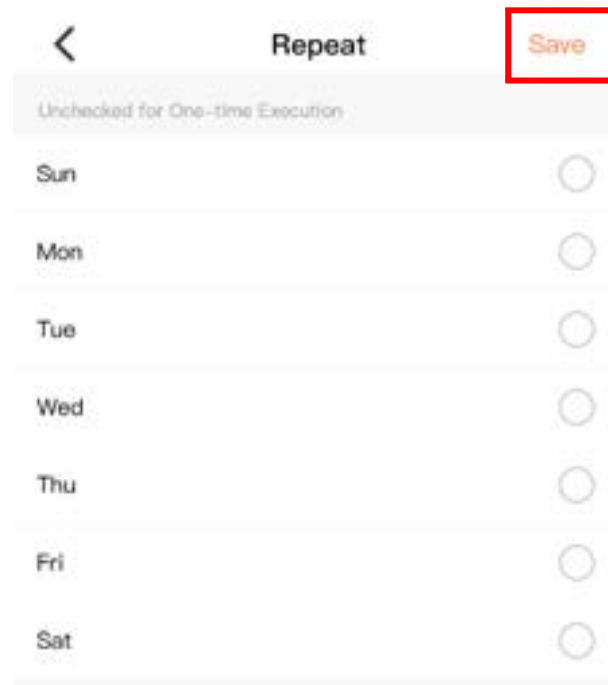 Repeat Save
Unchecked for One-time Execution
Sun
Mon
Tue
Wed
Thu
Fri
Sat